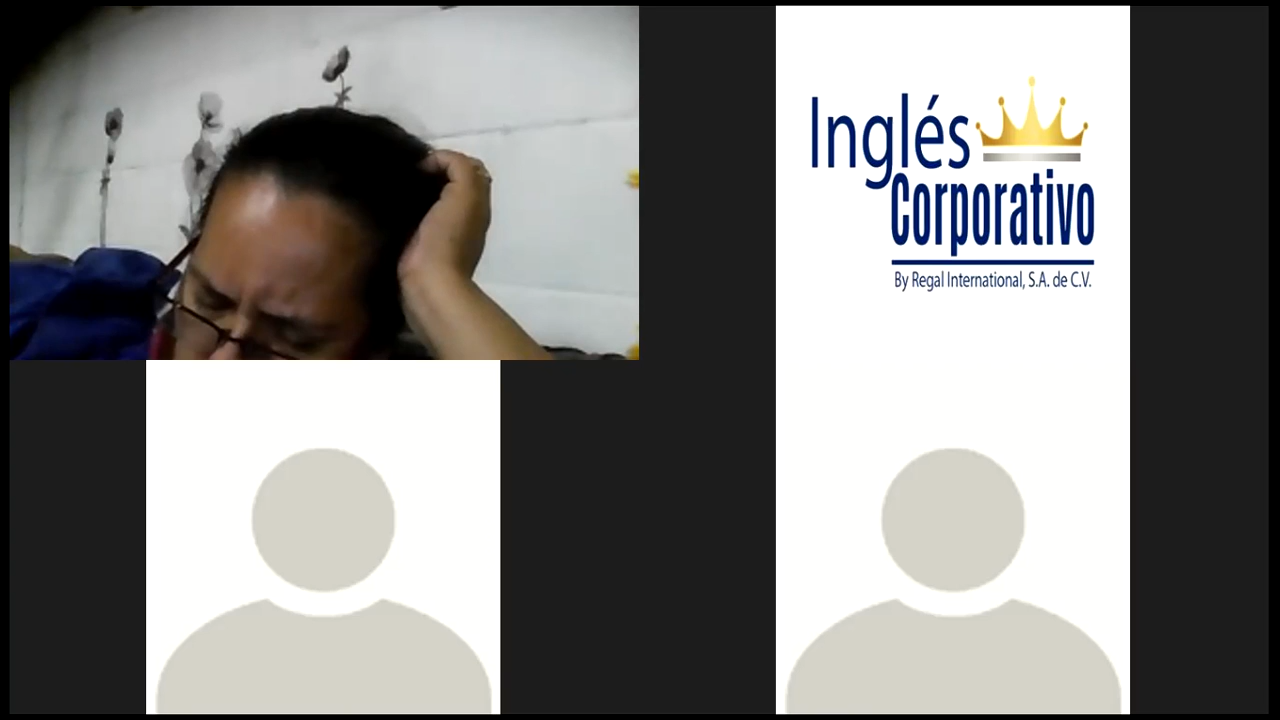 Inglés
Corporativo
By Regal International, S.A. de C.V.